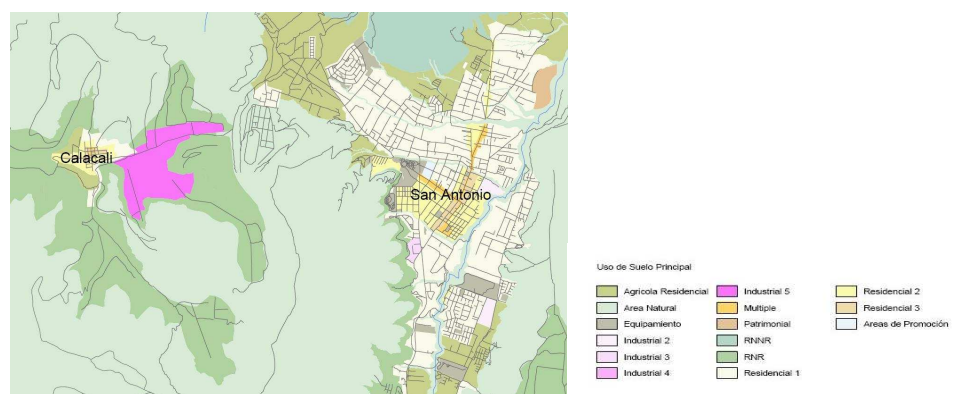 Calacali
San Antonio
Uso de Suelo Principal
Agricola Residencial
Area Natural
Equipamiento
Industrial 2
Industrial 3
Industrial 4
Industrial 5
Multiple
Patrimonial
RNNR
RNR
Residencial 1
Residencial 2
Residencial 3
Areas de Promoción